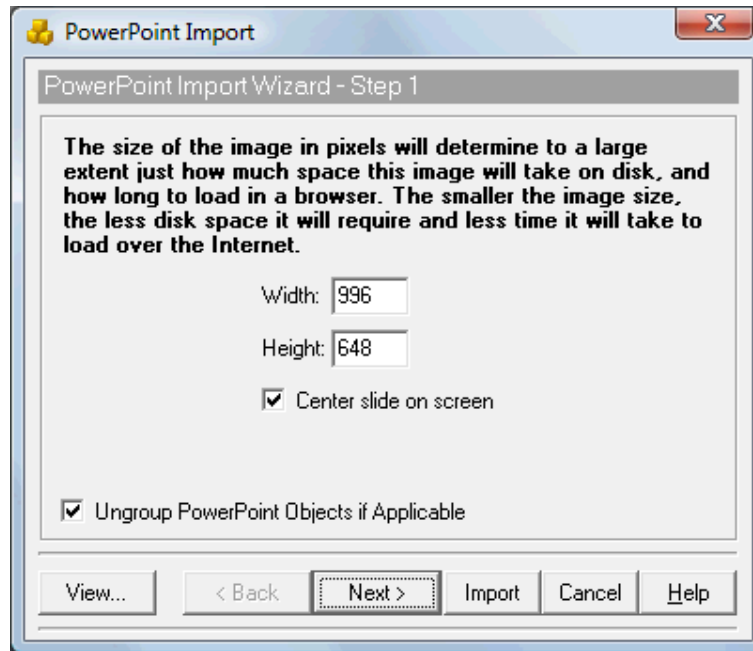 PowerPoint Import
PowerPoint Import Wizard - Step 1
The size of the image in pixels will determine to a large
extent just how much space this image will take on disk, and
how long to load in a browser. The smaller the image size,
the less disk space it will require and less time it will take to
load over the Internet.
Width: 996
Height: 648
Center slide on screen
Ungroup PowerPoint Objects if Applicable
View... < Back Next > Import Cancel Help